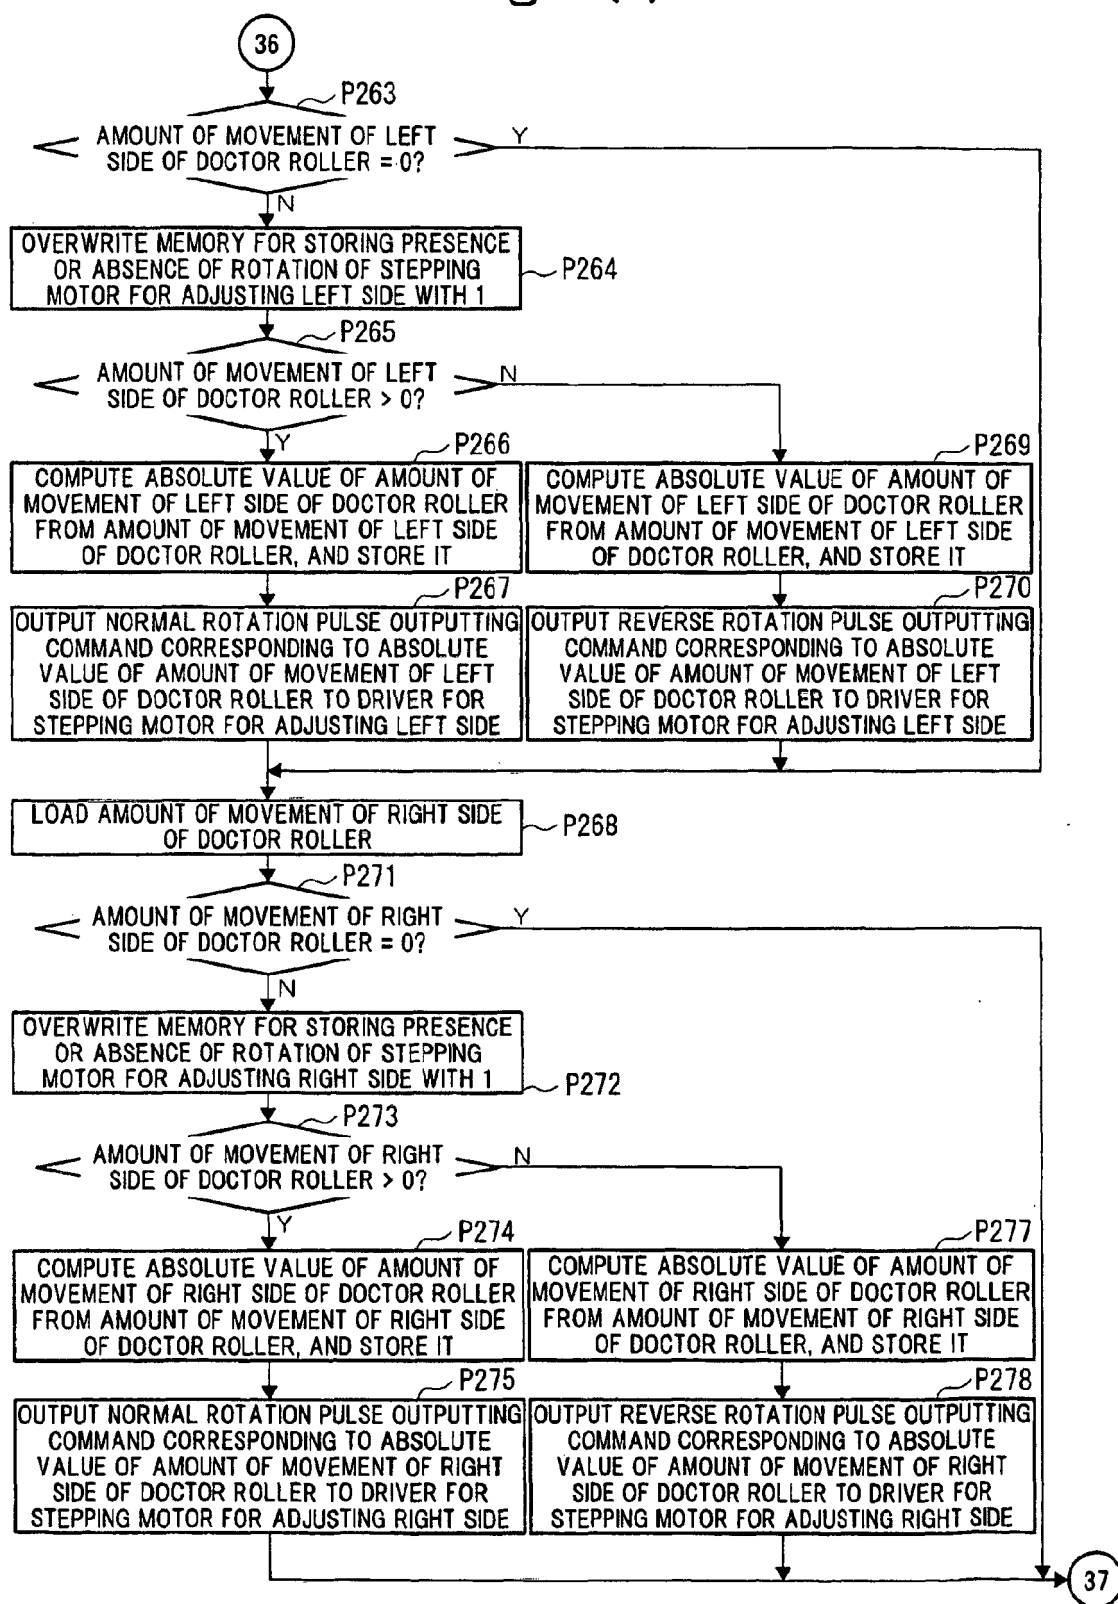 36
P263
AMOUNT OF MOVEMENT OF LEFT
SIDE OF DOCTOR ROLLER = 0?
Y
N
OVERWRITE MEMORY FOR STORING PRESENCE
OR ABSENCE OF ROTATION OF STEPPING
MOTOR FOR ADJUSTING LEFT SIDE WITH 1
P264
P265
AMOUNT OF MOVEMENT OF LEFT
SIDE OF DOCTOR ROLLER > 0?
N
Y
P266
COMPUTE ABSOLUTE VALUE OF AMOUNT OF
MOVEMENT OF LEFT SIDE OF DOCTOR ROLLER
FROM AMOUNT OF MOVEMENT OF LEFT SIDE
OF DOCTOR ROLLER, AND STORE IT
P269
COMPUTE ABSOLUTE VALUE OF AMOUNT OF
MOVEMENT OF LEFT SIDE OF DOCTOR ROLLER
FROM AMOUNT OF MOVEMENT OF LEFT SIDE
OF DOCTOR ROLLER, AND STORE IT
P267
OUTPUT NORMAL ROTATION PULSE OUTPUTTING
COMMAND CORRESPONDING TO ABSOLUTE
VALUE OF AMOUNT OF MOVEMENT OF LEFT
SIDE OF DOCTOR ROLLER TO DRIVER FOR
STEPPING MOTOR FOR ADJUSTING LEFT SIDE
P270
OUTPUT REVERSE ROTATION PULSE OUTPUTTING
COMMAND CORRESPONDING TO ABSOLUTE
VALUE OF AMOUNT OF MOVEMENT OF LEFT
SIDE OF DOCTOR ROLLER TO DRIVER FOR
STEPPING MOTOR FOR ADJUSTING LEFT SIDE
LOAD AMOUNT OF MOVEMENT OF RIGHT SIDE
OF DOCTOR ROLLER
P268
P271
AMOUNT OF MOVEMENT OF RIGHT
SIDE OF DOCTOR ROLLER = 0?
Y
N
OVERWRITE MEMORY FOR STORING PRESENCE
OR ABSENCE OF ROTATION OF STEPPING
MOTOR FOR ADJUSTING RIGHT SIDE WITH 1
P272
P273
AMOUNT OF MOVEMENT OF RIGHT
SIDE OF DOCTOR ROLLER > 0?
N
Y
P274
COMPUTE ABSOLUTE VALUE OF AMOUNT OF
MOVEMENT OF RIGHT SIDE OF DOCTOR ROLLER
FROM AMOUNT OF MOVEMENT OF RIGHT SIDE
OF DOCTOR ROLLER, AND STORE IT
P277
COMPUTE ABSOLUTE VALUE OF AMOUNT OF
MOVEMENT OF RIGHT SIDE OF DOCTOR ROLLER
FROM AMOUNT OF MOVEMENT OF RIGHT SIDE
OF DOCTOR ROLLER, AND STORE IT
P275
OUTPUT NORMAL ROTATION PULSE OUTPUTTING
COMMAND CORRESPONDING TO ABSOLUTE
VALUE OF AMOUNT OF MOVEMENT OF RIGHT
SIDE OF DOCTOR ROLLER TO DRIVER FOR
STEPPING MOTOR FOR ADJUSTING RIGHT SIDE
P278
OUTPUT REVERSE ROTATION PULSE OUTPUTTING
COMMAND CORRESPONDING TO ABSOLUTE
VALUE OF AMOUNT OF MOVEMENT OF RIGHT
SIDE OF DOCTOR ROLLER TO DRIVER FOR
STEPPING MOTOR FOR ADJUSTING RIGHT SIDE
37